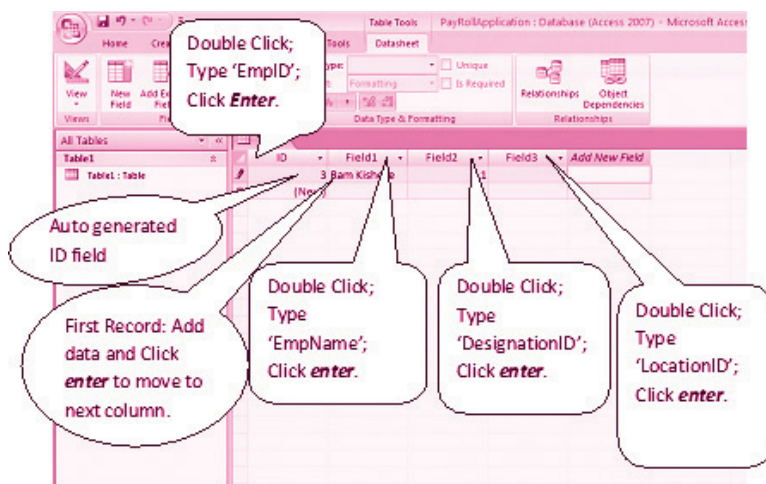 Table Tools PayRollApplication : Database (Access 2007) - Microsoft Access
Home Tools Datasheet
Double Click;
Type 'EmpID';
Click Enter.
Unique
Formatting Is Required
View New Field Relationships Object Dependencies
Views Data Type & Formatting Relationships
All Tables
Table1
Table1 : Table
ID Field1 Field2 Field3 Add New Field
3 Ram 1
Auto generated
ID field
First Record: Add
data and Click
enter to move to
next column.
Double Click;
Type
'EmpName';
Click enter.
Double Click;
Type
'DesignationID';
Click enter.
Double Click;
Type
'LocationID';
Click enter.